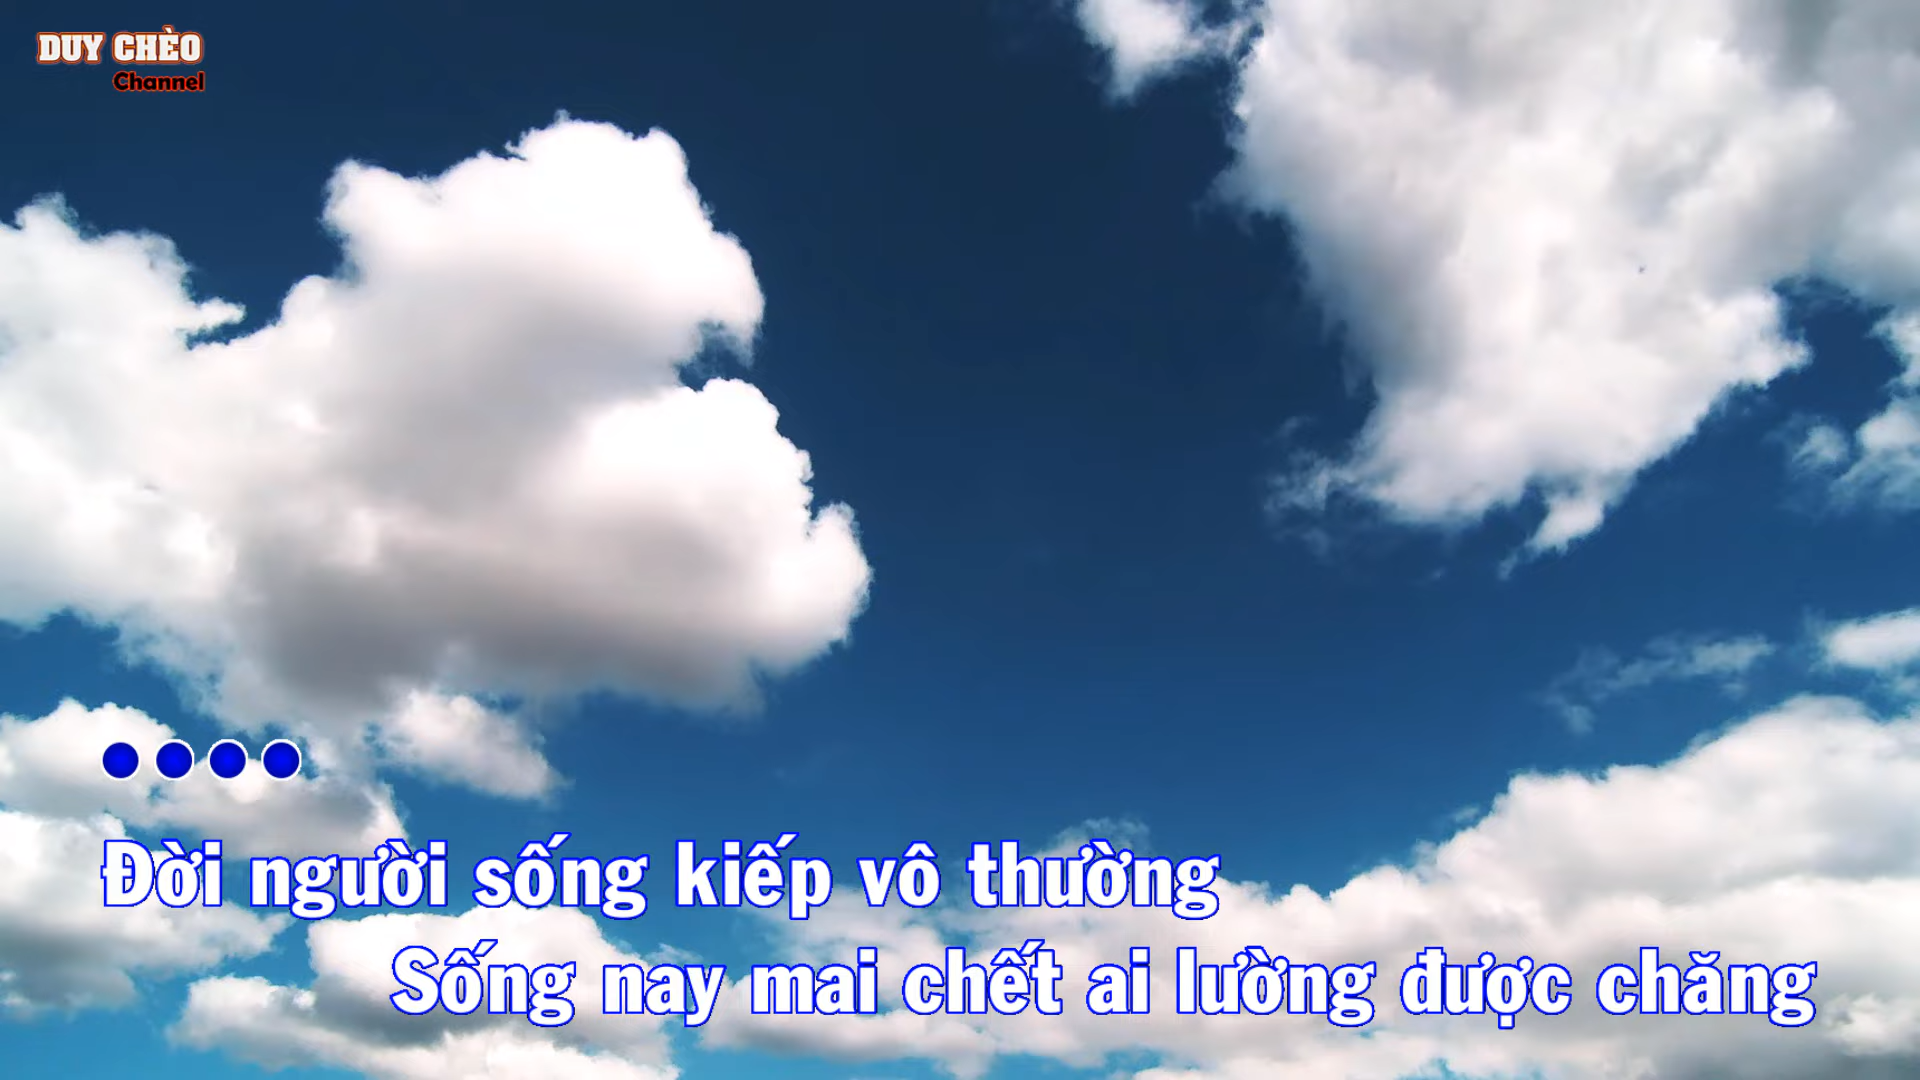 DUY CHÈO
Channel
Đời người sống kiếp vô thường
Sống nay mai chết ai lường được chăng